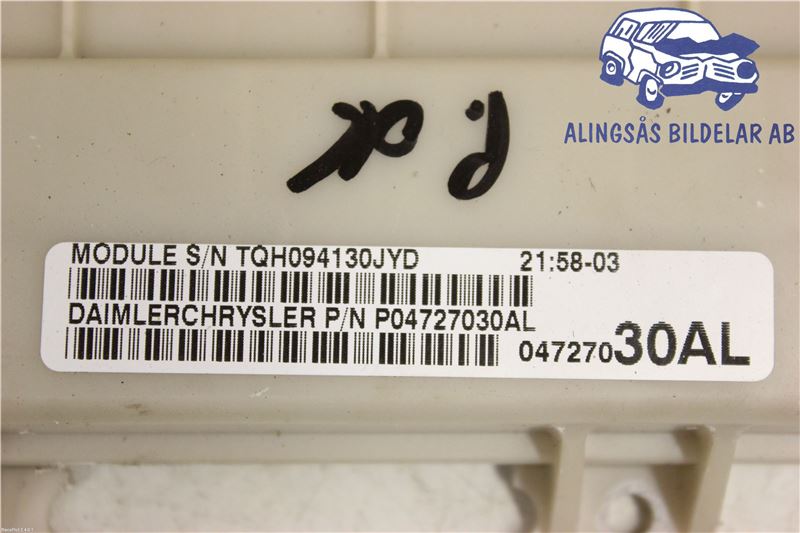 ALINGSÅS BILDELAR AB
MODULE S/N TQH094130JYD 21:58-03
DAIMLERCHRYSLER P/N P04727030AL
04727030AL